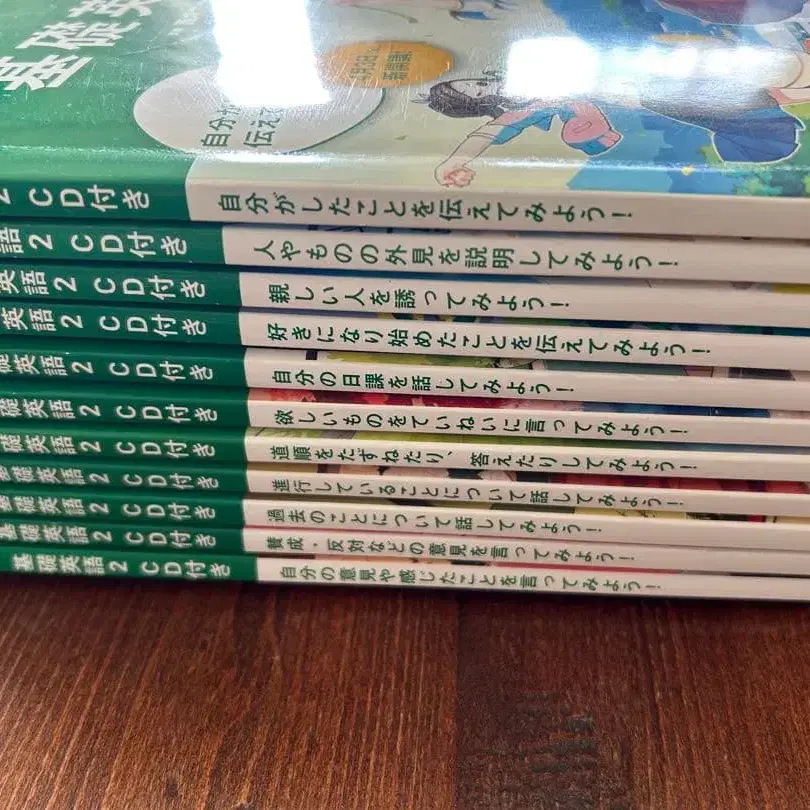 基礎英
自分が
伝えて
2 CD付き 自分がしたことを伝えてみよう!
語2 CD付き 人やものの外見を説明してみよう!
英語2 CD付き 親しい人を誘ってみよう!
英語2 CD付き 好きになり始めたことを伝えてみよう!
礎英語2 CD付き 自分の日課を話してみよう!
礎英語2 CD付き 欲しいものをていねいに言ってみよう!
礎英語2 CD付き 道順をたずねたり、答えたりしてみよう!
基礎英語2 CD付き 進行していることについて話してみよう!
基礎英語2 CD付き 過去のことについて話してみよう!
基礎英語2 CD付き 賛成・反対などの意見を言ってみよう!
基礎英語2 CD付き 自分の意見や感じたことを言ってみよう!